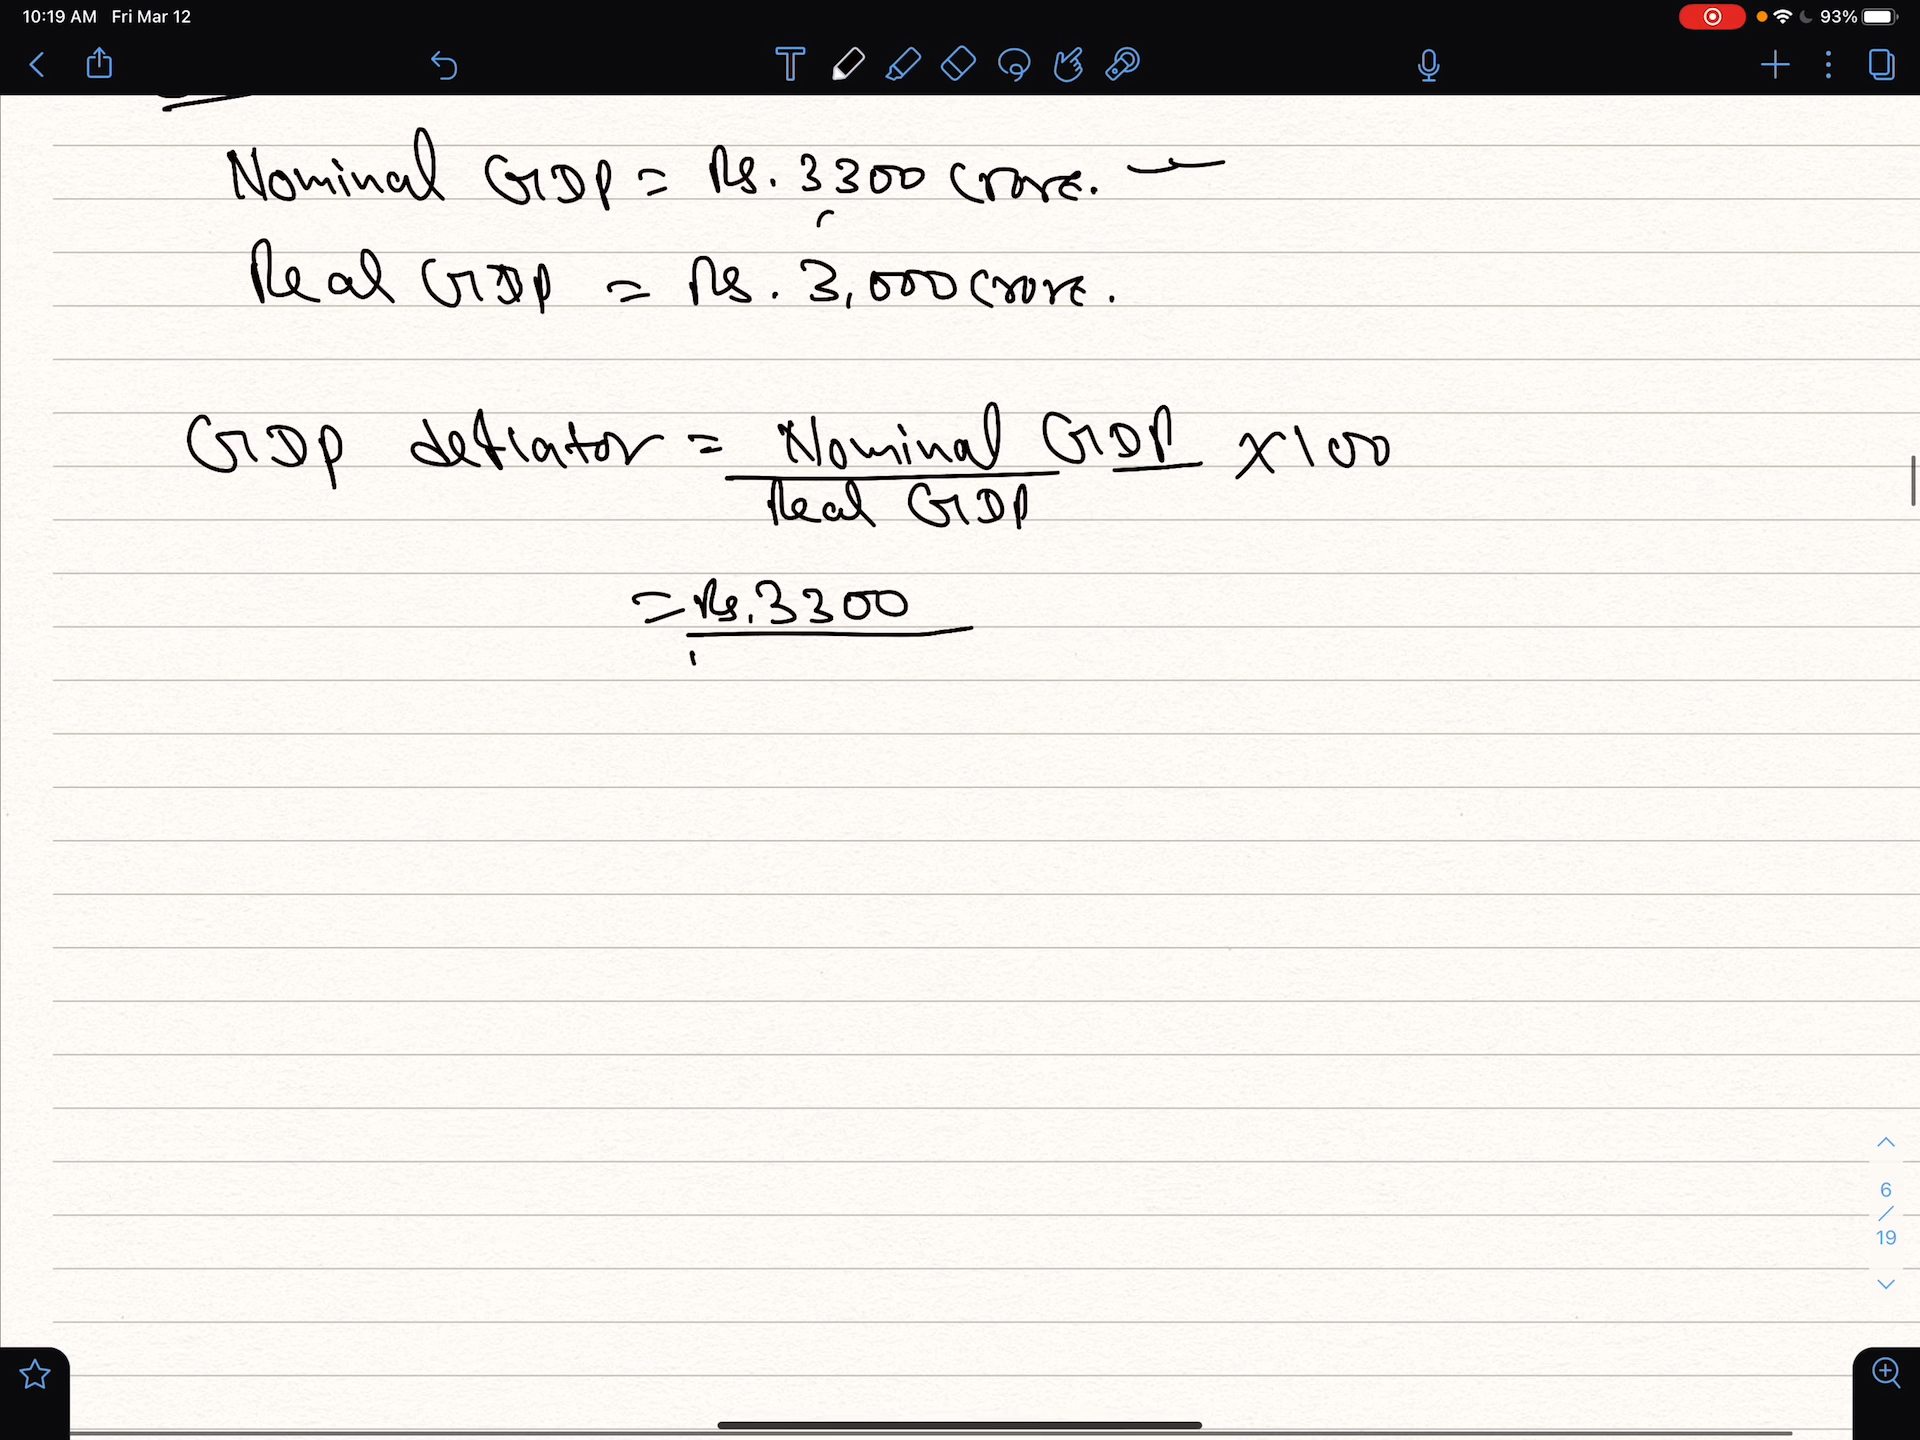 10:19 AM Fri Mar 12
93%
Nominal GDP = Rs. 3300 crore.
Real GDP = Rs. 3,000 crore.
GDP deflator = Nominal GDP × 100
Real GDP
= Rs. 3300
6
/
19